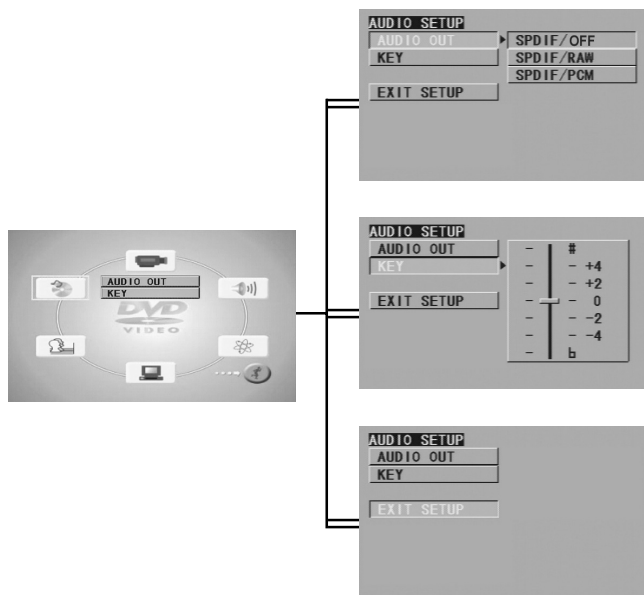 AUDIO SETUP
AUDIO OUT
KEY
EXIT SETUP
SPDIF/OFF
SPDIF/RAW
SPDIF/PCM
AUDIO OUT
KEY
DVD
VIDEO
AUDIO SETUP
AUDIO OUT
KEY
EXIT SETUP
– #
– – +4
– – +2
– – 0
– – -2
– – -4
– b
AUDIO SETUP
AUDIO OUT
KEY
EXIT SETUP